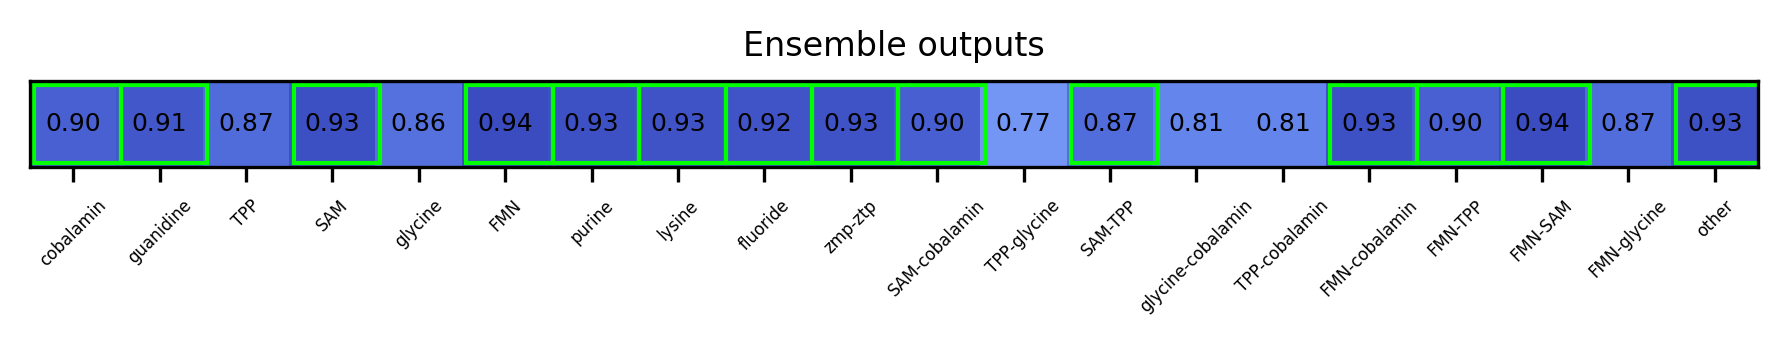 Ensemble outputs
0.90 0.91 0.87 0.93 0.86 0.94 0.93 0.93 0.92 0.93 0.90 0.77 0.87 0.81 0.81 0.93 0.90 0.94 0.87 0.93
cobalamin
guanidine
TPP
SAM
glycine
FMN
purine
lysine
fluoride
zmp-ztp
SAM-cobalamin
TPP-glycine
SAM-TPP
glycine-cobalamin
TPP-cobalamin
FMN-cobalamin
FMN-TPP
FMN-SAM
FMN-glycine
other